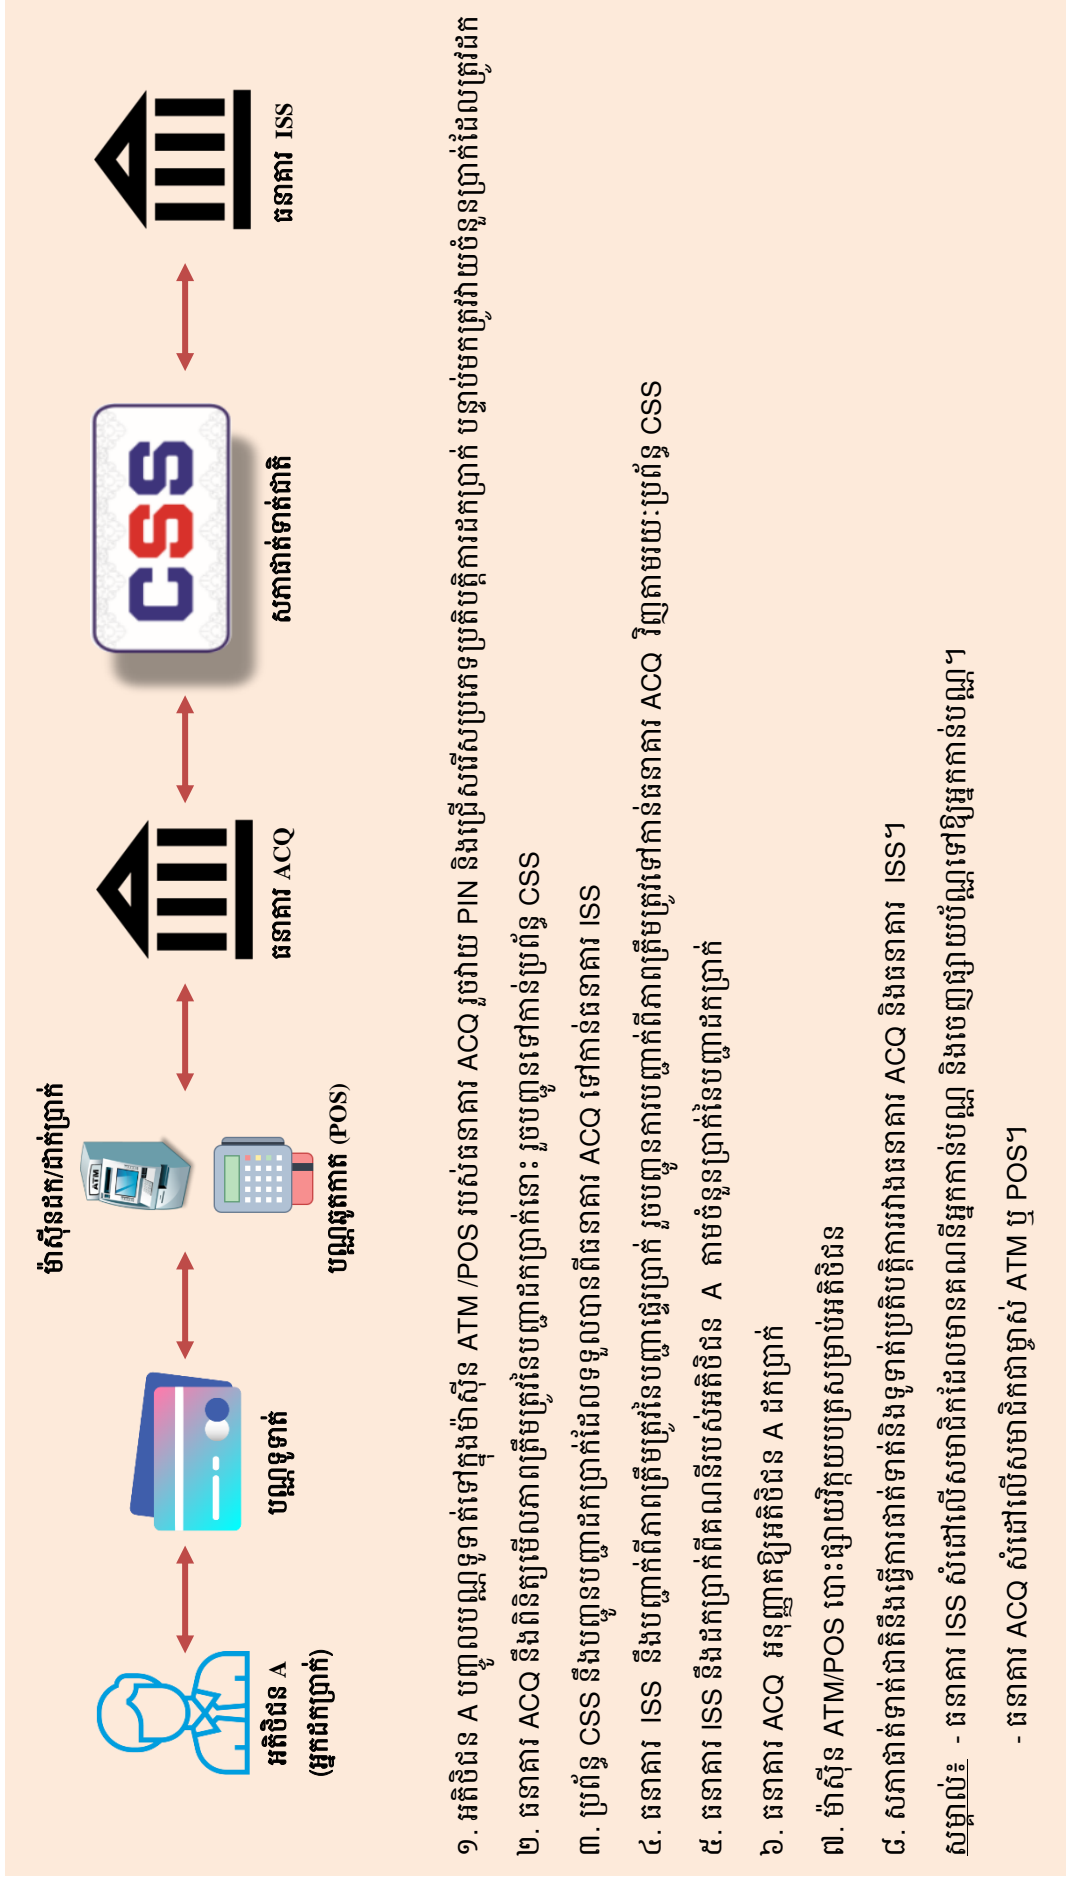 ម៉ាស៊ីនដក/ដាក់ប្រាក់
ATM
CSS
អតិថិជន A
(អ្នកដកប្រាក់)
បណ្ណទូទាត់
បណ្ណឆូតកាត (POS)
ធនាគារ ACQ
សភាផាត់ទាត់ជាតិ
ធនាគារ ISS
១. អតិថិជន A បញ្ចូលបណ្ណទូទាត់ទៅក្នុងម៉ាស៊ីន ATM /POS របស់ធនាគារ ACQ រួចវាយ PIN និងជ្រើសរើសប្រភេទប្រតិបត្តិការដកប្រាក់ បន្ទាប់មកត្រូវវាយចំនួនប្រាក់ដែលត្រូវដក
២. ធនាគារ ACQ នឹងពិនិត្យមើលភាពត្រឹមត្រូវនៃបញ្ជាដកប្រាក់នោះ រួចបញ្ជូនទៅកាន់ប្រព័ន្ធ CSS
៣. ប្រព័ន្ធ CSS នឹងបញ្ជូនបញ្ជាដកប្រាក់ដែលទទួលបានពីធនាគារ ACQ ទៅកាន់ធនាគារ ISS
៤. ធនាគារ ISS នឹងបញ្ជាក់ពីភាពត្រឹមត្រូវនៃបញ្ជាផ្ទេរប្រាក់ រួចបញ្ជូនការបញ្ជាក់ពីភាពត្រឹមត្រូវទៅកាន់ធនាគារ ACQ វិញតាមរយៈប្រព័ន្ធ CSS
៥. ធនាគារ ISS នឹងដកប្រាក់ពីគណនីរបស់អតិថិជន A តាមចំនួនប្រាក់នៃបញ្ជាដកប្រាក់
៦. ធនាគារ ACQ អនុញ្ញាតឱ្យអតិថិជន A ដកប្រាក់
៧. ម៉ាស៊ីន ATM/POS បោះផ្សាយវិក្កយបត្រសម្រាប់អតិថិជន
៨. សភាផាត់ទាត់ជាតិនឹងធ្វើការផាត់ទាត់និងទូទាត់ប្រតិបត្តិការរវាងធនាគារ ACQ និងធនាគារ ISS។
សម្គាល់៖ - ធនាគារ ISS សំដៅលើសមាជិកដែលមានគណនីអ្នកកាន់បណ្ណ និងចេញផ្សាយប័ណ្ណទៅឱ្យអ្នកកាន់បណ្ណ។
- ធនាគារ ACQ សំដៅលើសមាជិកជាម្ចាស់ ATM ឬ POS។